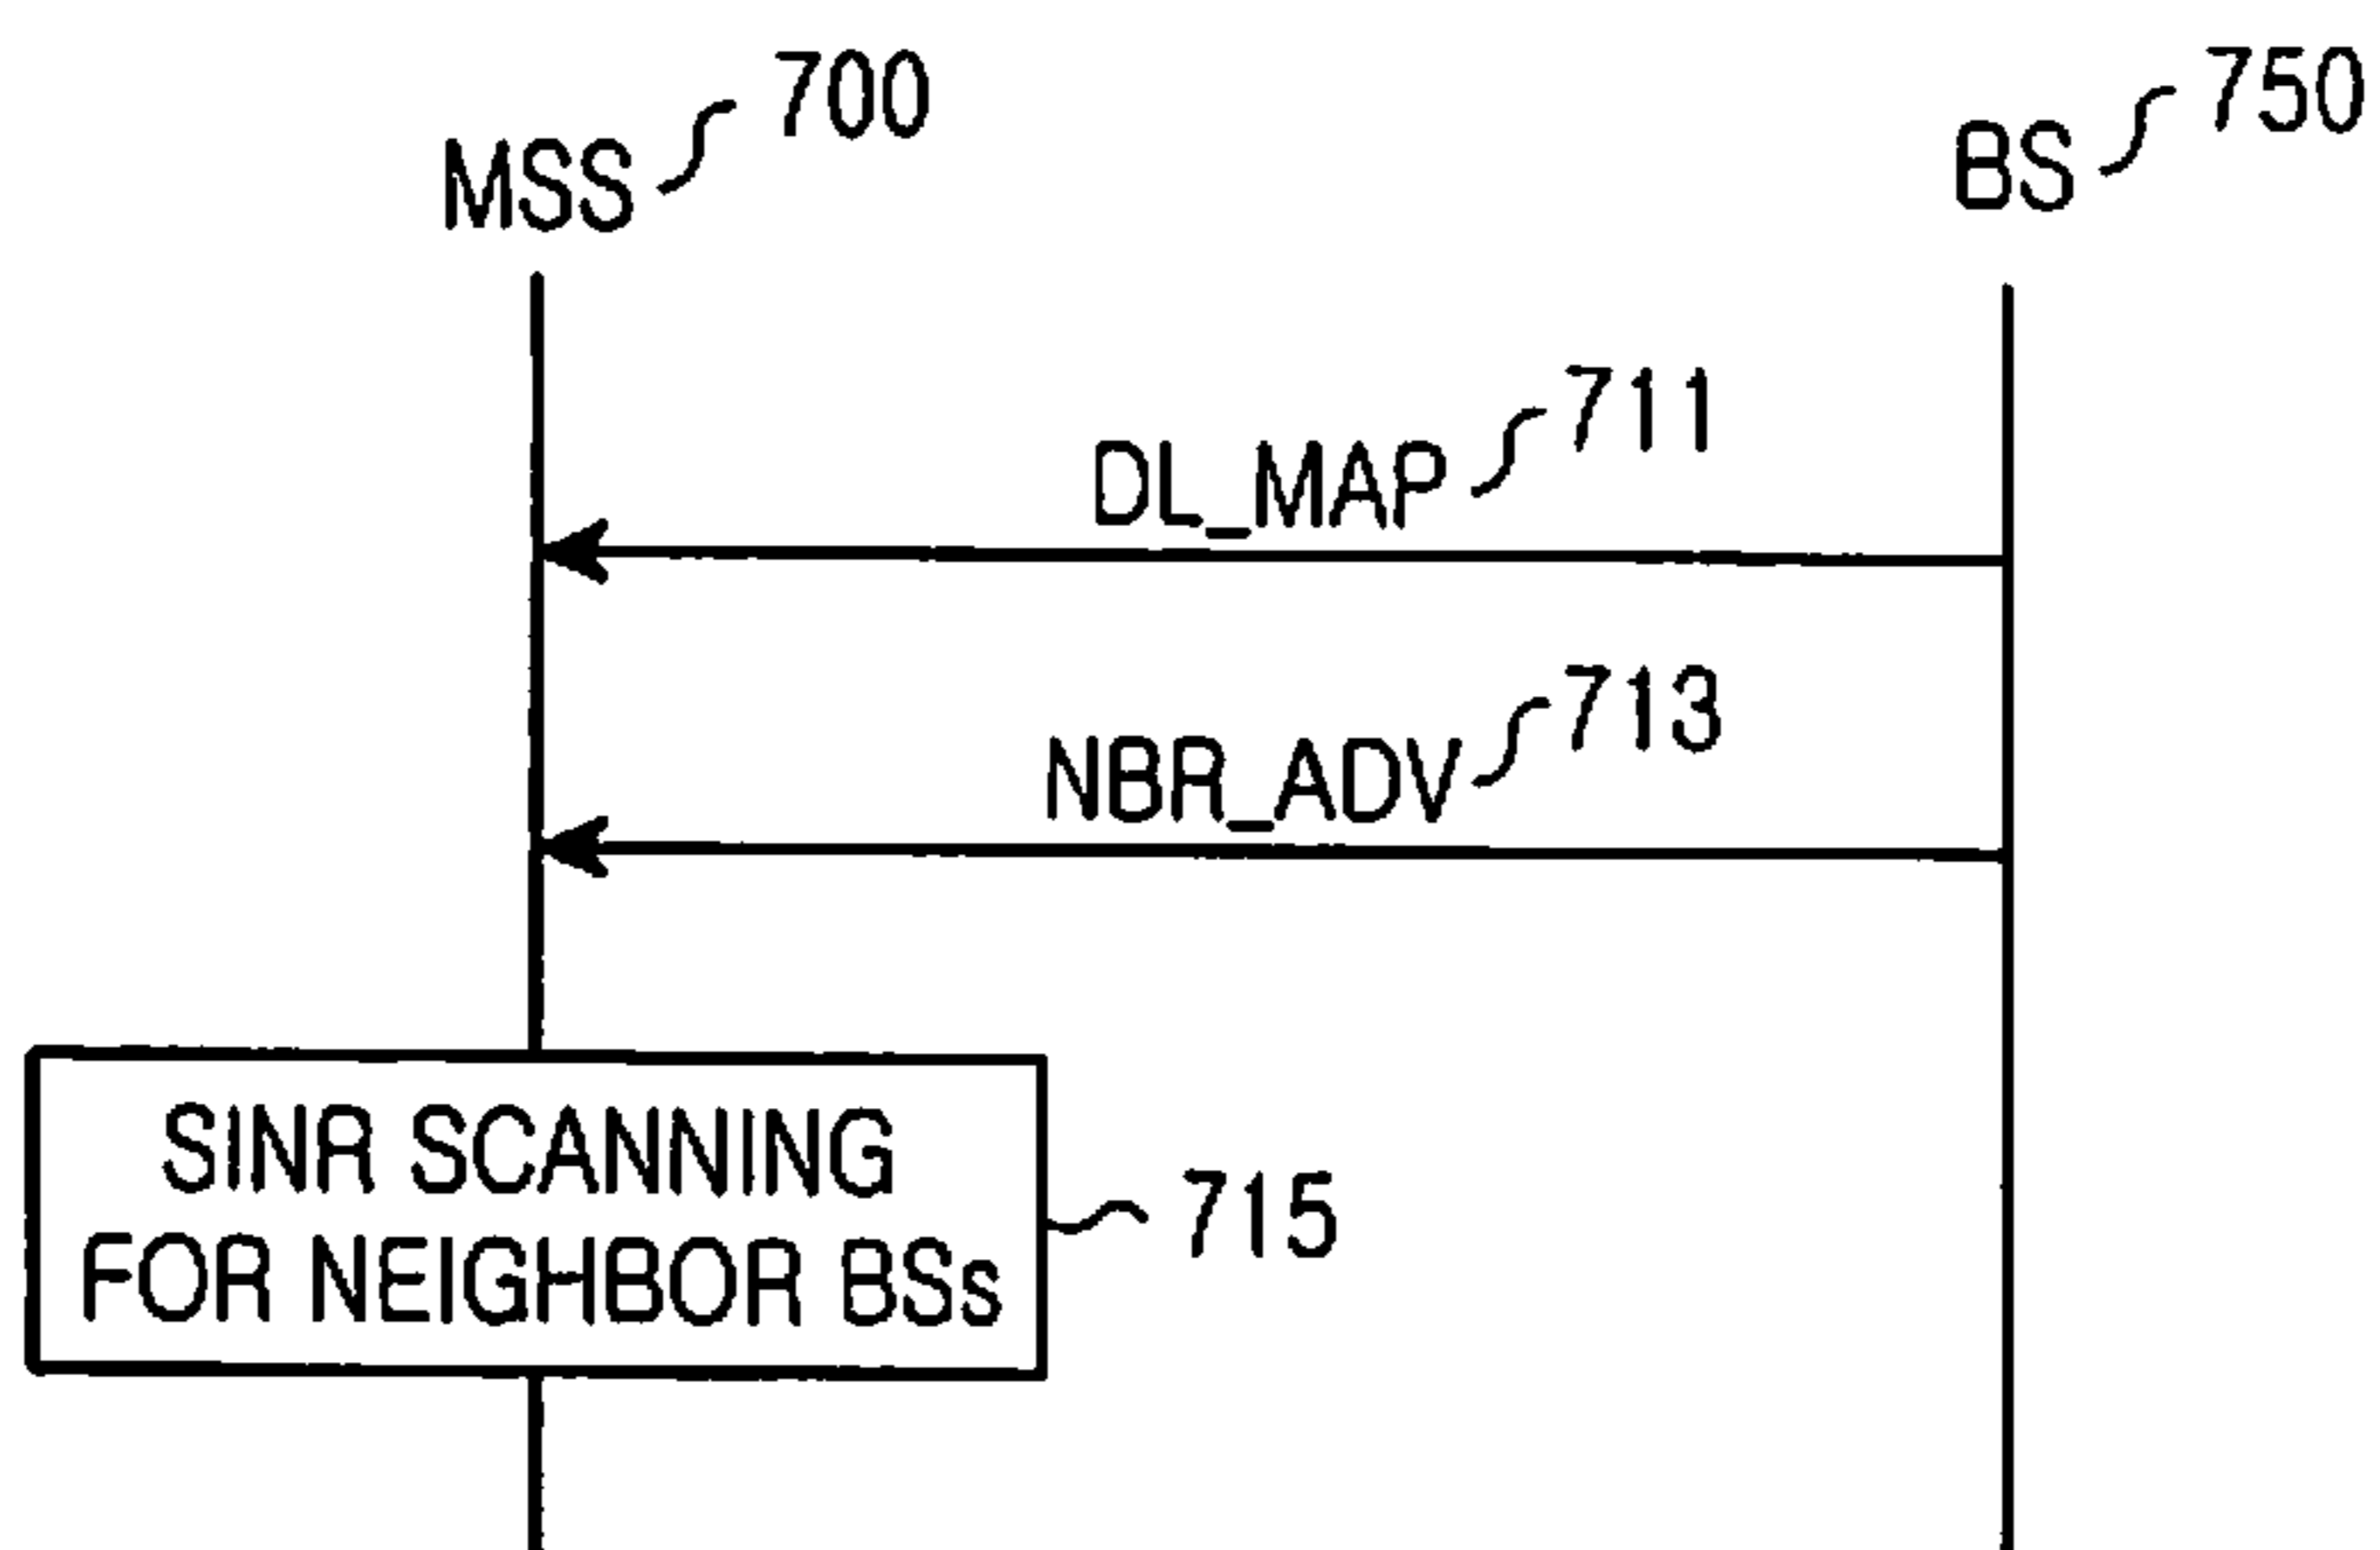 MSS 700
BS 750
DL_MAP 711
NBR_ADV 713
SINR SCANNING
FOR NEIGHBOR BSs
715